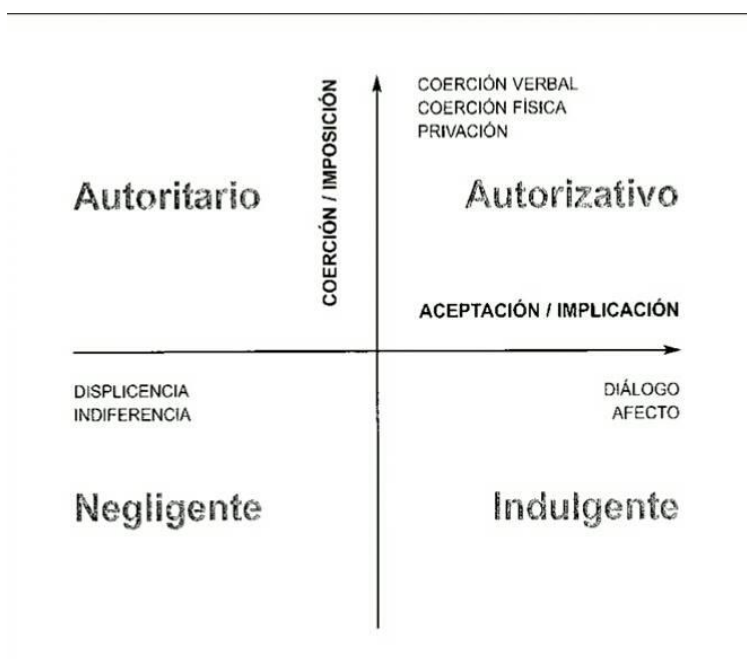 COERCIÓN / IMPOSICIÓN
COERCIÓN VERBAL
COERCIÓN FÍSICA
PRIVACIÓN
Autoritario
Autorizativo
ACEPTACIÓN / IMPLICACIÓN
DISPLICENCIA
INDIFERENCIA
DIÁLOGO
AFECTO
Negligente
Indulgente